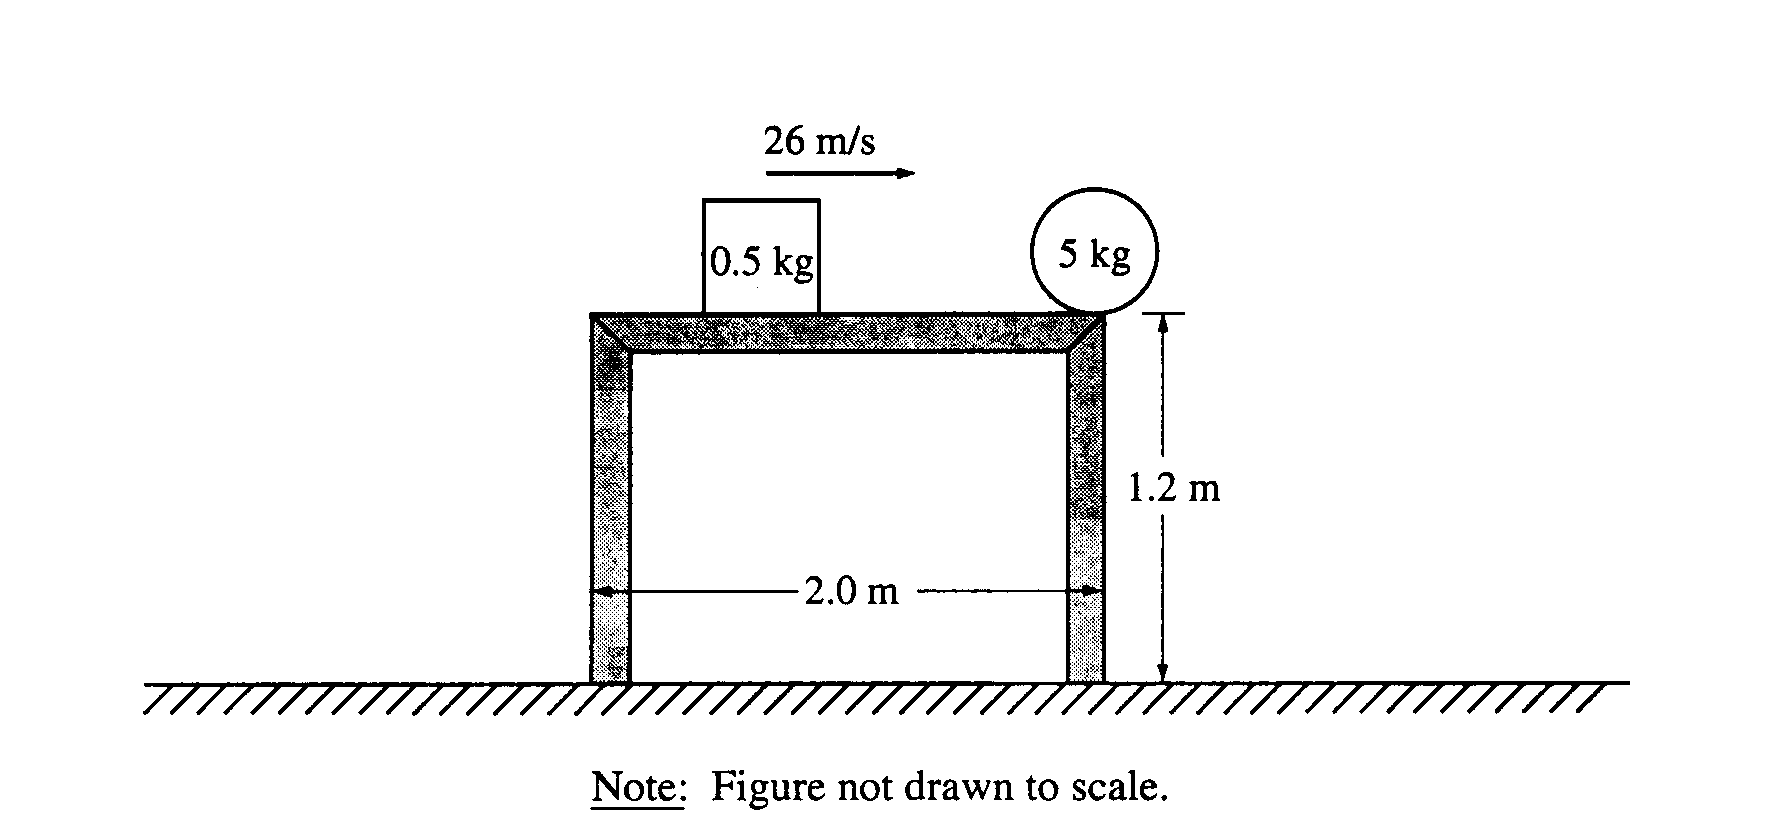 26 m/s
0.5 kg
5 kg
1.2 m
2.0 m
Note: Figure not drawn to scale.